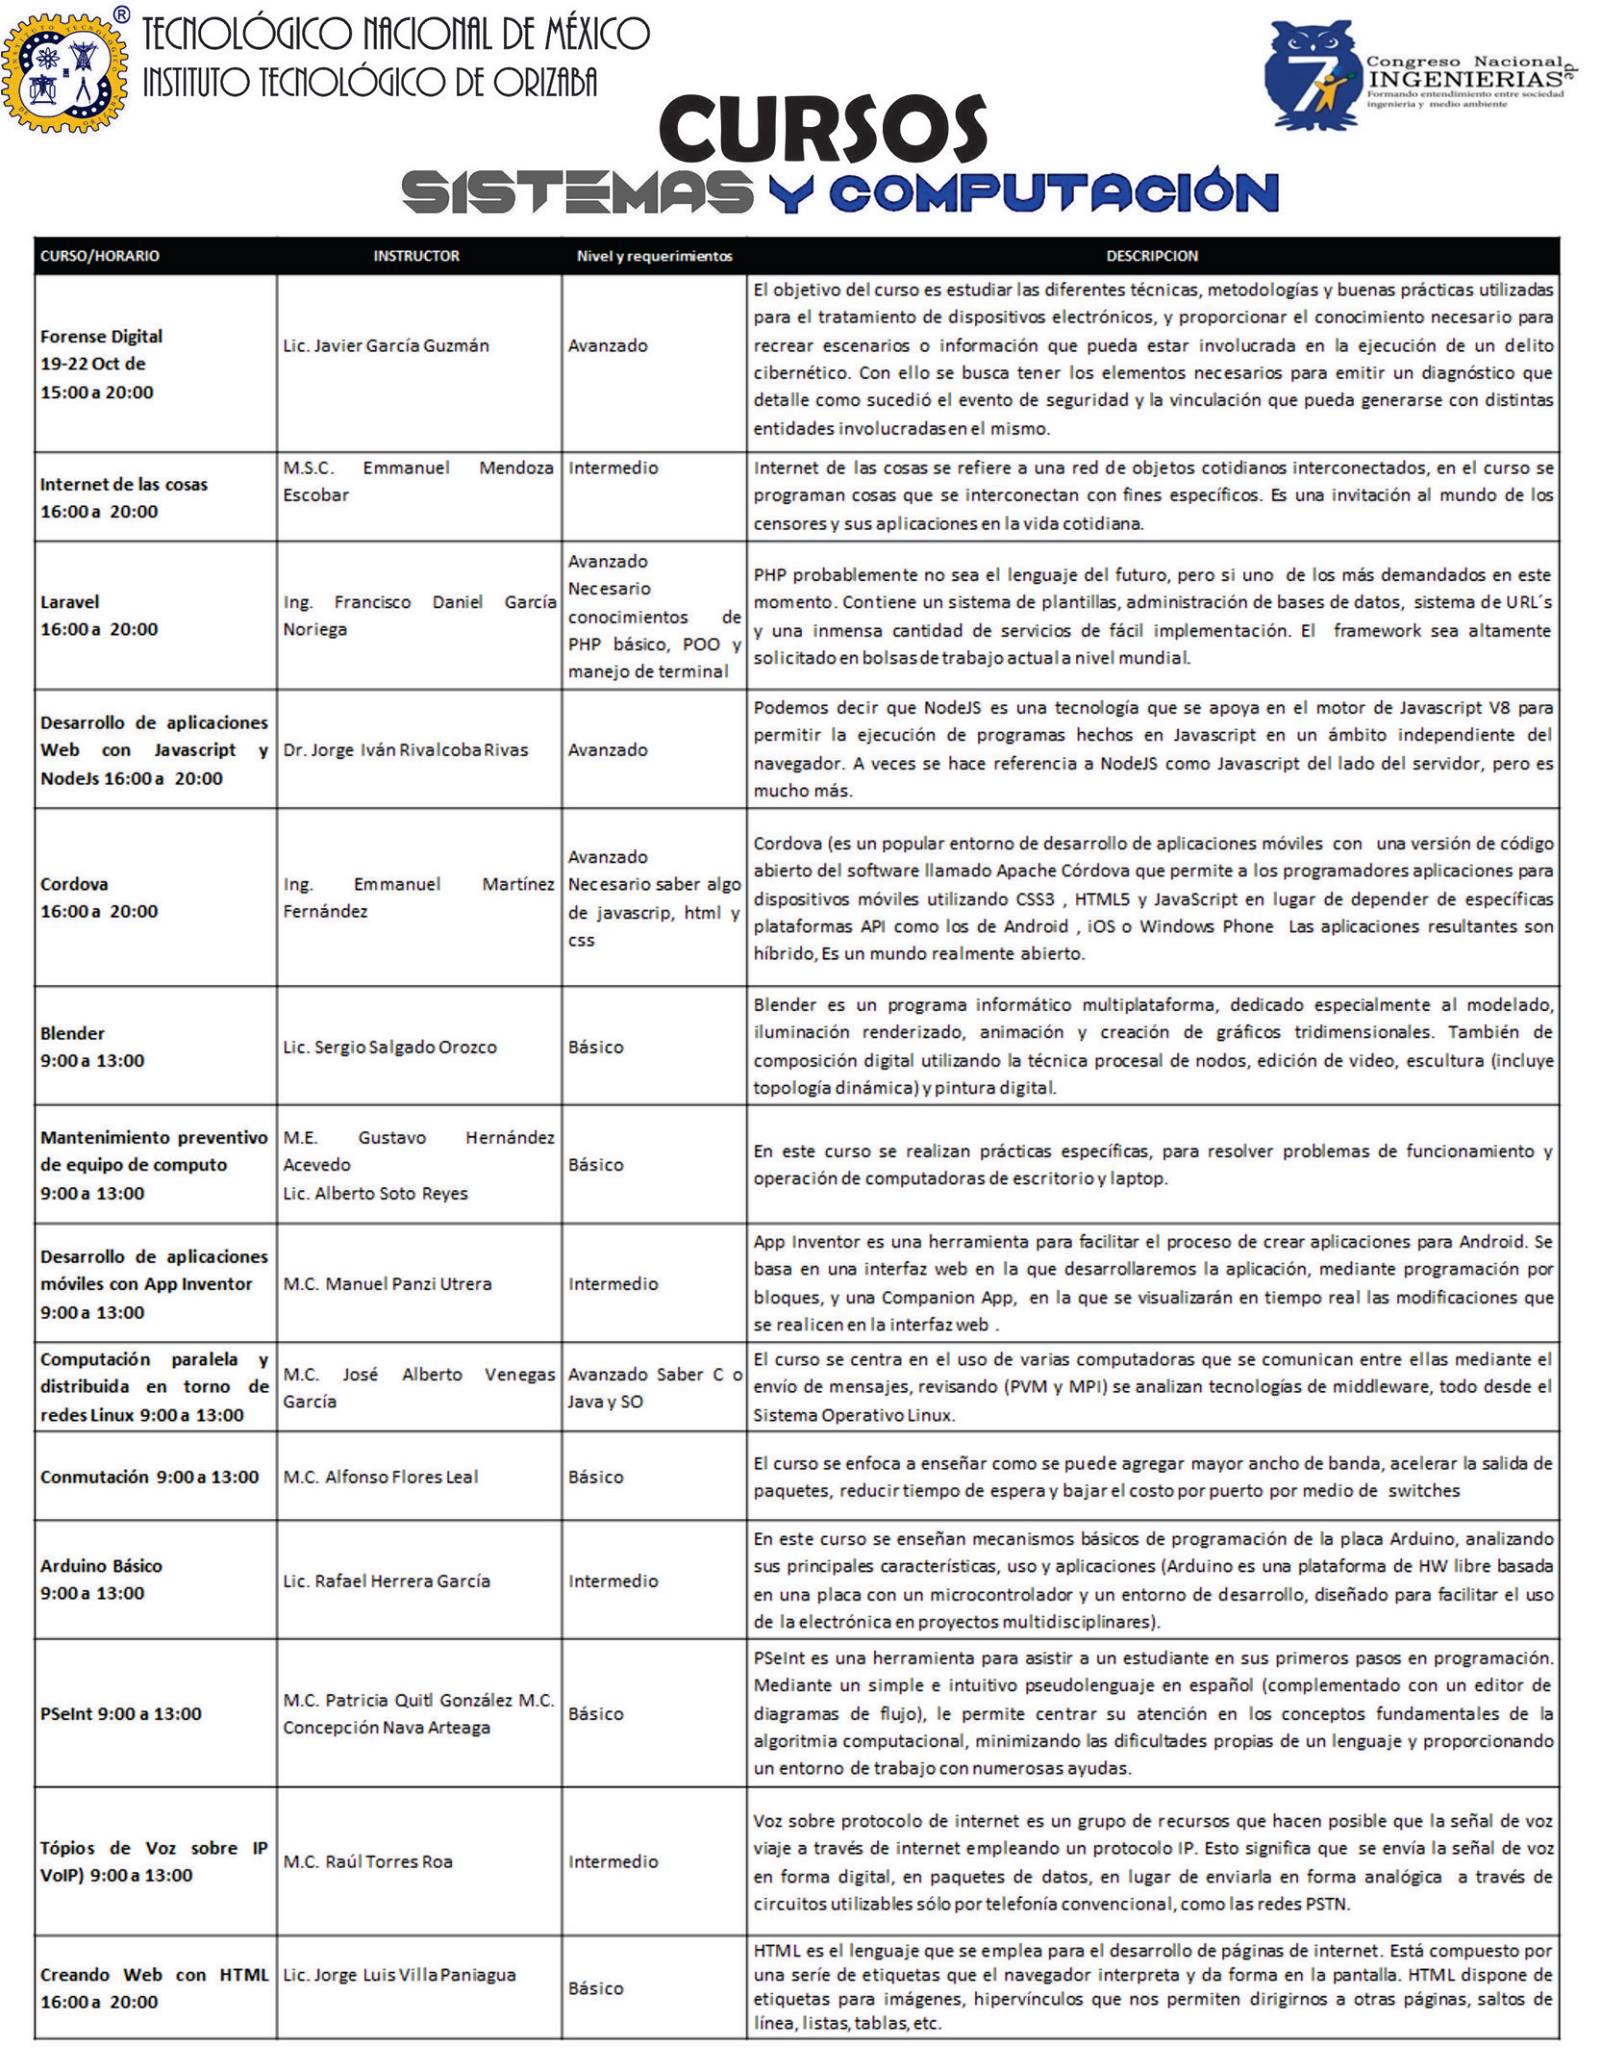 TECNOLÓGICO NACIONAL DE MÉXICO
INSTITUTO TECNOLÓGICO DE ORIZABA
®
7
Congreso Nacional de
INGENIERIAS
Formando entendimiento entre sociedad
ingenieria y medio ambiente
CURSOS
SISTEMAS Y COMPUTACIÓN
CURSO/HORARIO INSTRUCTOR Nivel y requerimientos DESCRIPCION
Forense Digital
19-22 Oct de
15:00 a 20:00
Lic. Javier García Guzmán
Avanzado
El objetivo del curso es estudiar las diferentes técnicas, metodologías y buenas prácticas utilizadas
para el tratamiento de dispositivos electrónicos, y proporcionar el conocimiento necesario para
recrear escenarios o información que pueda estar involucrada en la ejecución de un delito
cibernético. Con ello se busca tener los elementos necesarios para emitir un diagnóstico que
detalle como sucedió el evento de seguridad y la vinculación que pueda generarse con distintas
entidades involucradas en el mismo.
Internet de las cosas
16:00 a 20:00
M.S.C. Emmanuel Mendoza
Escobar
Intermedio
Internet de las cosas se refiere a una red de objetos cotidianos interconectados, en el curso se
programan cosas que se interconectan con fines específicos. Es una invitación al mundo de los
censores y sus aplicaciones en la vida cotidiana.
Laravel
16:00 a 20:00
Ing. Francisco Daniel García
Noriega
Avanzado
Necesario
conocimientos de
PHP básico, POO y
manejo de terminal
PHP probablemente no sea el lenguaje del futuro, pero si uno de los más demandados en este
momento. Contiene un sistema de plantillas, administración de bases de datos, sistema de URL´s
y una inmensa cantidad de servicios de fácil implementación. El framework sea altamente
solicitado en bolsas de trabajo actual a nivel mundial.
Desarrollo de aplicaciones
Web con Javascript y
NodeJs 16:00 a 20:00
Dr. Jorge Iván Rivalcoba Rivas
Avanzado
Podemos decir que NodeJS es una tecnología que se apoya en el motor de Javascript V8 para
permitir la ejecución de programas hechos en Javascript en un ámbito independiente del
navegador. A veces se hace referencia a NodeJS como Javascript del lado del servidor, pero es
mucho más.
Cordova
16:00 a 20:00
Ing. Emmanuel Martínez
Fernández
Avanzado
Necesario saber algo
de javascrip, html y
css
Cordova (es un popular entorno de desarrollo de aplicaciones móviles con una versión de código
abierto del software llamado Apache Córdova que permite a los programadores aplicaciones para
dispositivos móviles utilizando CSS3 , HTML5 y JavaScript en lugar de depender de específicas
plataformas API como los de Android , iOS o Windows Phone Las aplicaciones resultantes son
híbrido, Es un mundo realmente abierto.
Blender
9:00 a 13:00
Lic. Sergio Salgado Orozco
Básico
Blender es un programa informático multiplataforma, dedicado especialmente al modelado,
iluminación renderizado, animación y creación de gráficos tridimensionales. También de
composición digital utilizando la técnica procesal de nodos, edición de video, escultura (incluye
topología dinámica) y pintura digital.
Mantenimiento preventivo
de equipo de computo
9:00 a 13:00
M.E. Gustavo Hernández
Acevedo
Lic. Alberto Soto Reyes
Básico
En este curso se realizan prácticas específicas, para resolver problemas de funcionamiento y
operación de computadoras de escritorio y laptop.
Desarrollo de aplicaciones
móviles con App Inventor
9:00 a 13:00
M.C. Manuel Panzi Utrera
Intermedio
App Inventor es una herramienta para facilitar el proceso de crear aplicaciones para Android. Se
basa en una interfaz web en la que desarrollaremos la aplicación, mediante programación por
bloques, y una Companion App, en la que se visualizarán en tiempo real las modificaciones que
se realicen en la interfaz web .
Computación paralela y
distribuida en torno de
redes Linux 9:00 a 13:00
M.C. José Alberto Venegas
García
Avanzado Saber C o
Java y SO
El curso se centra en el uso de varias computadoras que se comunican entre ellas mediante el
envío de mensajes, revisando (PVM y MPI) se analizan tecnologías de middleware, todo desde el
Sistema Operativo Linux.
Conmutación 9:00 a 13:00
M.C. Alfonso Flores Leal
Básico
El curso se enfoca a enseñar como se puede agregar mayor ancho de banda, acelerar la salida de
paquetes, reducir tiempo de espera y bajar el costo por puerto por medio de switches
Arduino Básico
9:00 a 13:00
Lic. Rafael Herrera García
Intermedio
En este curso se enseñan mecanismos básicos de programación de la placa Arduino, analizando
sus principales características, uso y aplicaciones (Arduino es una plataforma de HW libre basada
en una placa con un microcontrolador y un entorno de desarrollo, diseñado para facilitar el uso
de la electrónica en proyectos multidisciplinares).
PSeInt 9:00 a 13:00
M.C. Patricia Quitl González M.C.
Concepción Nava Arteaga
Básico
PSeInt es una herramienta para asistir a un estudiante en sus primeros pasos en programación.
Mediante un simple e intuitivo pseudolenguaje en español (complementado con un editor de
diagramas de flujo), le permite centrar su atención en los conceptos fundamentales de la
algoritmia computacional, minimizando las dificultades propias de un lenguaje y proporcionando
un entorno de trabajo con numerosas ayudas.
Tópios de Voz sobre IP
VoIP) 9:00 a 13:00
M.C. Raúl Torres Roa
Intermedio
Voz sobre protocolo de internet es un grupo de recursos que hacen posible que la señal de voz
viaje a través de internet empleando un protocolo IP. Esto significa que se envía la señal de voz
en forma digital, en paquetes de datos, en lugar de enviarla en forma analógica a través de
circuitos utilizables sólo por telefonía convencional, como las redes PSTN.
Creando Web con HTML
16:00 a 20:00
Lic. Jorge Luis Villa Paniagua
Básico
HTML es el lenguaje que se emplea para el desarrollo de páginas de internet. Está compuesto por
una serie de etiquetas que el navegador interpreta y da forma en la pantalla. HTML dispone de
etiquetas para imágenes, hipervínculos que nos permiten dirigirnos a otras páginas, saltos de
línea, listas, tablas, etc.